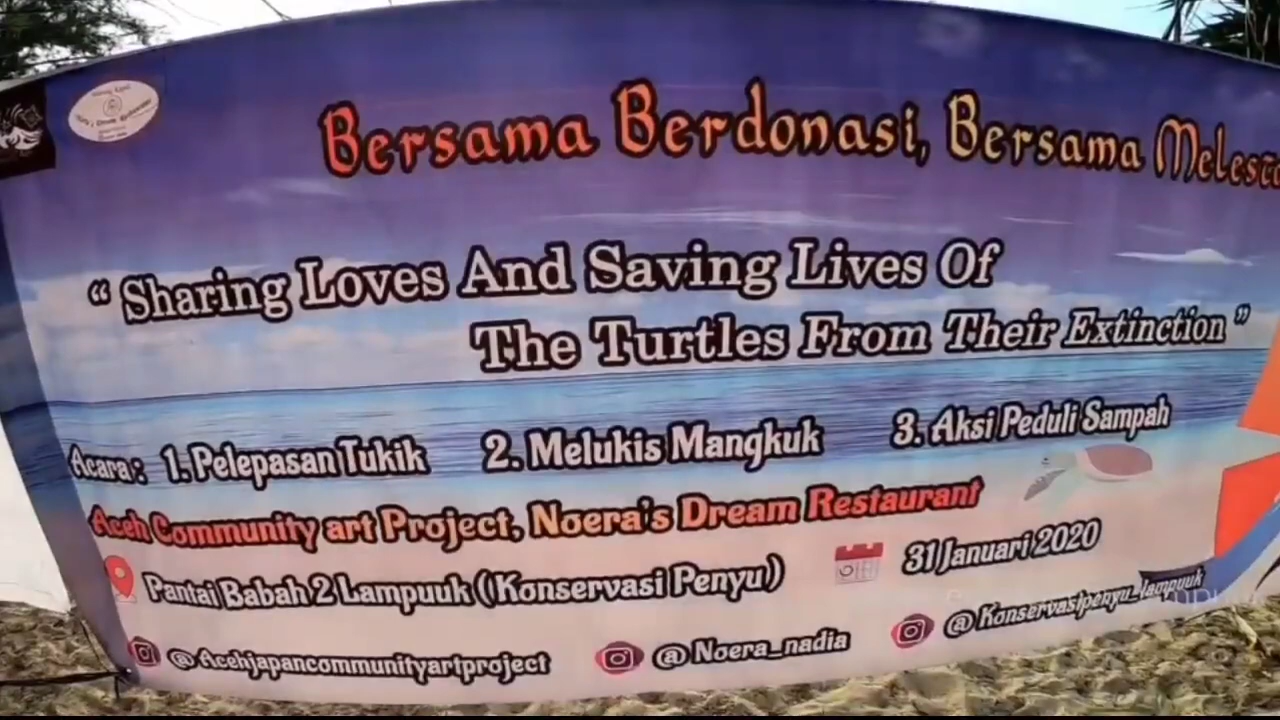 Bersama Berdonasi, Bersama
“ Sharing Loves And Saving Lives Of
The Turtles From Their Extinction ”
Acara : 1. Pelepasan Tukik 2. Melukis Mangkuk 3. Aksi Peduli Sampah
Aceh Community art Project, Noera's Dream Restaurant
Pantai Babah 2 Lampuuk (Konservasi Penyu) 31 Januari 2020
@Acehjapancommunityartproject @Noera_nadia @Konservasipenyu_lampuuk